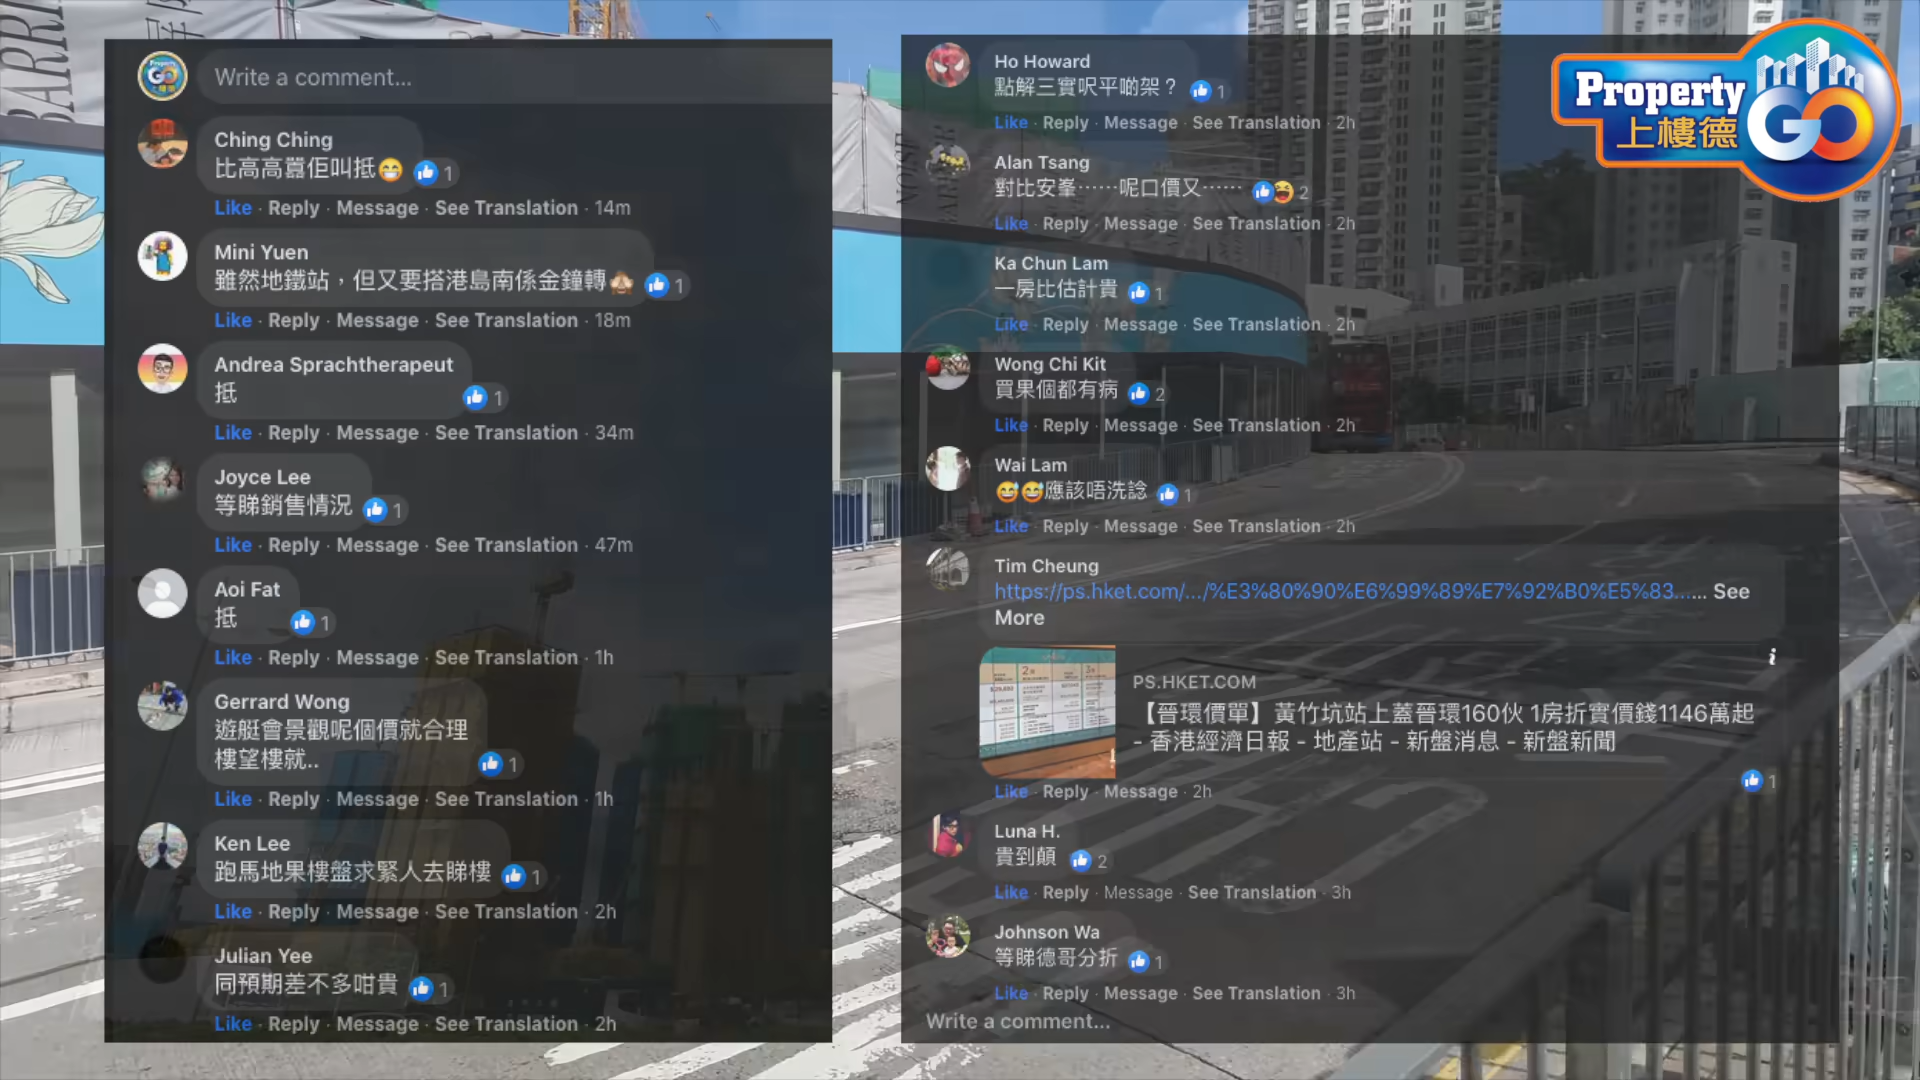 Write a comment...
Ching Ching
比高高囂佢叫抵😁 1
Like · Reply · Message · See Translation · 14m
Mini Yuen
雖然地鐵站，但又要搭港島南係金鐘轉🙈 1
Like · Reply · Message · See Translation · 18m
Andrea Sprachtherapeut
抵 1
Like · Reply · Message · See Translation · 34m
Joyce Lee
等睇銷售情況 1
Like · Reply · Message · See Translation · 47m
Aoi Fat
抵 1
Like · Reply · Message · See Translation · 1h
Gerrard Wong
遊艇會景觀呢個價就合理
樓望樓就.. 1
Like · Reply · Message · See Translation · 1h
Ken Lee
跑馬地果樓盤求緊人去睇樓 1
Like · Reply · Message · See Translation · 2h
Julian Yee
同預期差不多咁貴 1
Like · Reply · Message · See Translation · 2h
Ho Howard
點解三實呎平啲架？ 1
Like · Reply · Message · See Translation · 2h
Alan Tsang
對比安峯⋯⋯呢口價又⋯⋯ 2
Like · Reply · Message · See Translation · 2h
Ka Chun Lam
一房比估計貴 1
Like · Reply · Message · See Translation · 2h
Wong Chi Kit
買果個都有病 2
Like · Reply · Message · See Translation · 2h
Wai Lam
😅😅應該唔洗諗 1
Like · Reply · Message · See Translation · 2h
Tim Cheung
https://ps.hket.com/.../%E3%80%90%E6%99%89%E7%92%B0%E5%83...... See
More
PS.HKET.COM
【晉環價單】黃竹坑站上蓋晉環160伙 1房折實價錢1146萬起
- 香港經濟日報 - 地產站 - 新盤消息 - 新盤新聞
1
Like · Reply · Message · 2h
Luna H.
貴到顛 2
Like · Reply · Message · See Translation · 3h
Johnson Wa
等睇德哥分折 1
Like · Reply · Message · See Translation · 3h
Write a comment...
Property
上樓德
GO